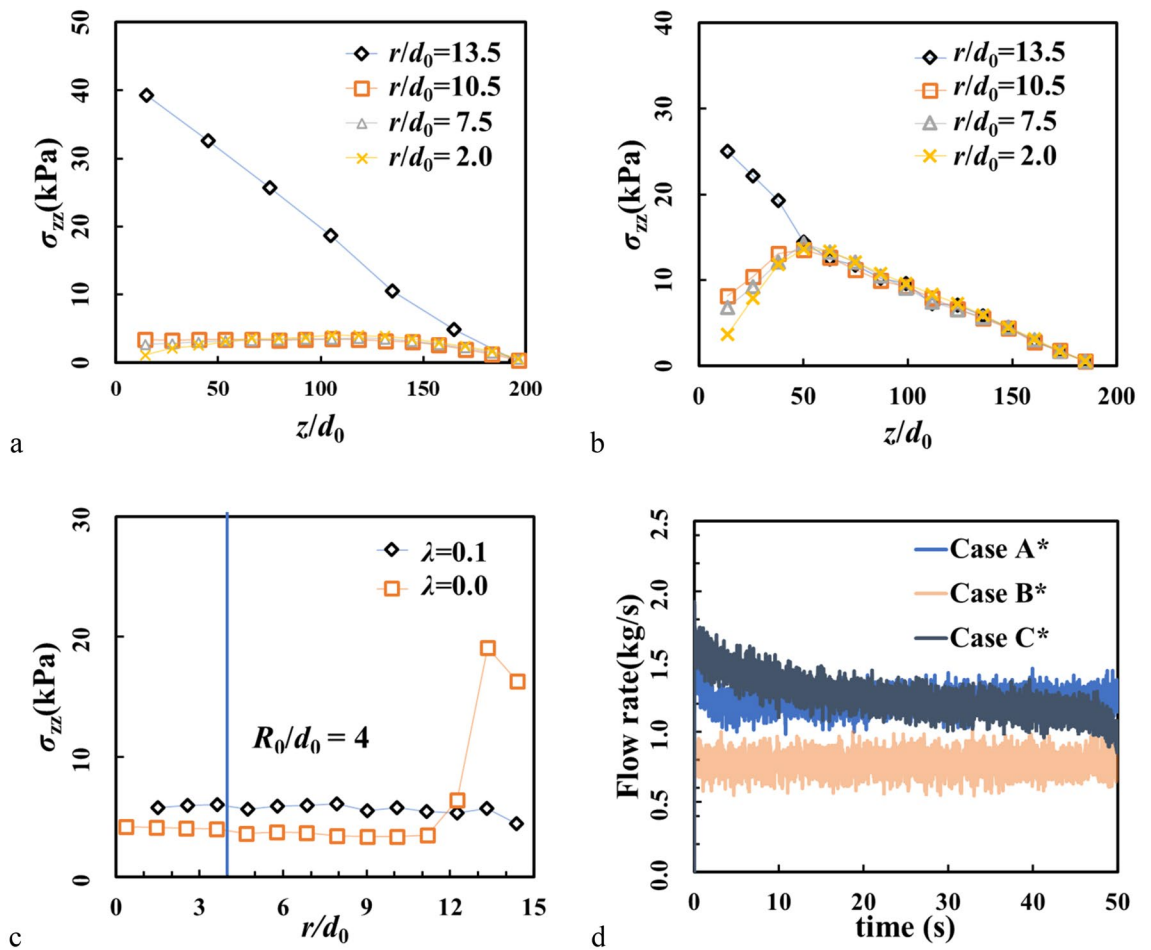 50
40
30
20
10
0
σzz(kPa)
r/d0=13.5
r/d0=10.5
r/d0= 7.5
r/d0= 2.0
0 50 100 150 200
z/d0
a
40
30
20
10
0
σzz(kPa)
r/d0=13.5
r/d0=10.5
r/d0= 7.5
r/d0= 2.0
0 50 100 150 200
z/d0
b
30
20
10
0
σzz(kPa)
λ=0.1
λ=0.0
R0/d0 = 4
0 3 6 9 12 15
r/d0
c
2.5
2.0
1.5
1.0
0.5
0.0
Flow rate(kg/s)
Case A*
Case B*
Case C*
0 10 20 30 40 50
time (s)
d